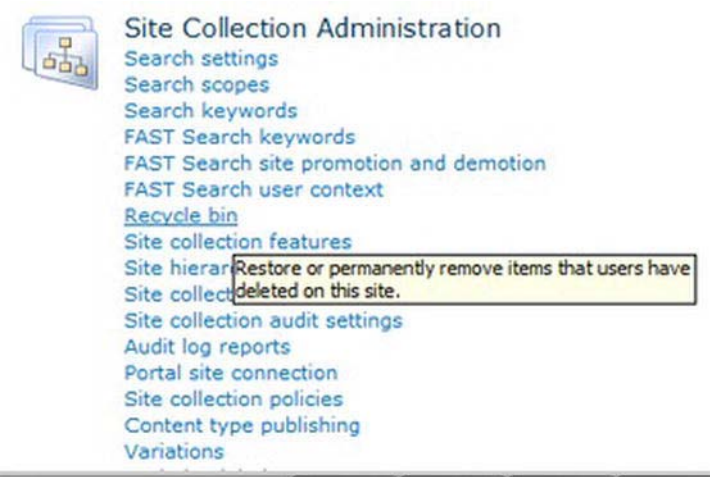 Site Collection Administration
Search settings
Search scopes
Search keywords
FAST Search keywords
FAST Search site promotion and demotion
FAST Search user context
Recycle bin
Site collection features
Site hierar
Restore or permanently remove items that users have
Site collect
deleted on this site.
Site collection audit settings
Audit log reports
Portal site connection
Site collection policies
Content type publishing
Variations